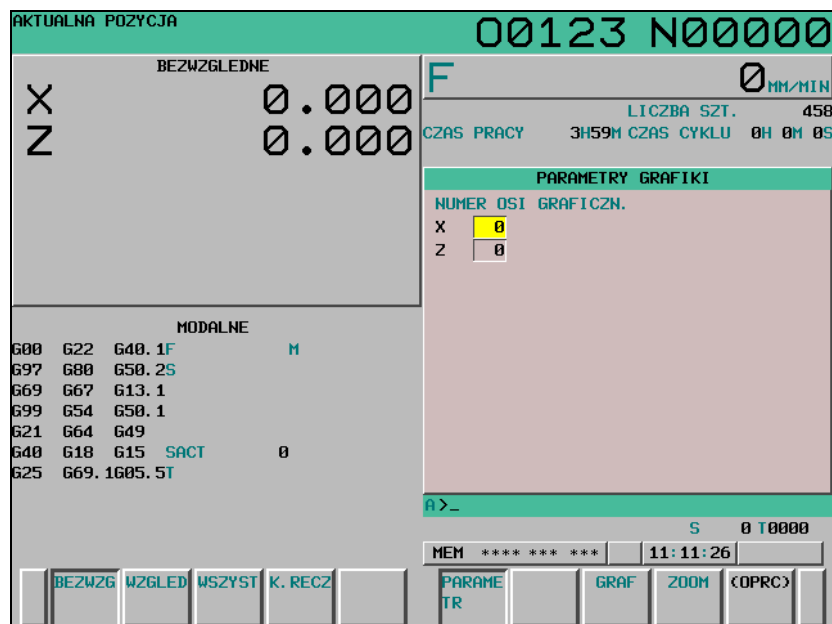 AKTUALNA POZYCJA
O0123 N00000
BEZWZGLEDNE
X 0.000
Z 0.000
F 0 MM/MIN
LICZBA SZT. 458
CZAS PRACY 3H59M CZAS CYKLU 0H 0M 0S
PARAMETRY GRAFIKI
NUMER OSI GRAFICZN.
X 0
Z 0
MODALNE
G00 G22 G40.1F M
G97 G80 G50.2S
G69 G67 G13.1
G99 G54 G50.1
G21 G64 G49
G40 G18 G15 SACT 0
G25 G69.1G05.5T
A>_
S 0 T0000
MEM **** *** *** 11:11:26
BEZWZG WZGLED WSZYST K.RECZ
PARAME
TR GRAF ZOOM (OPRC)